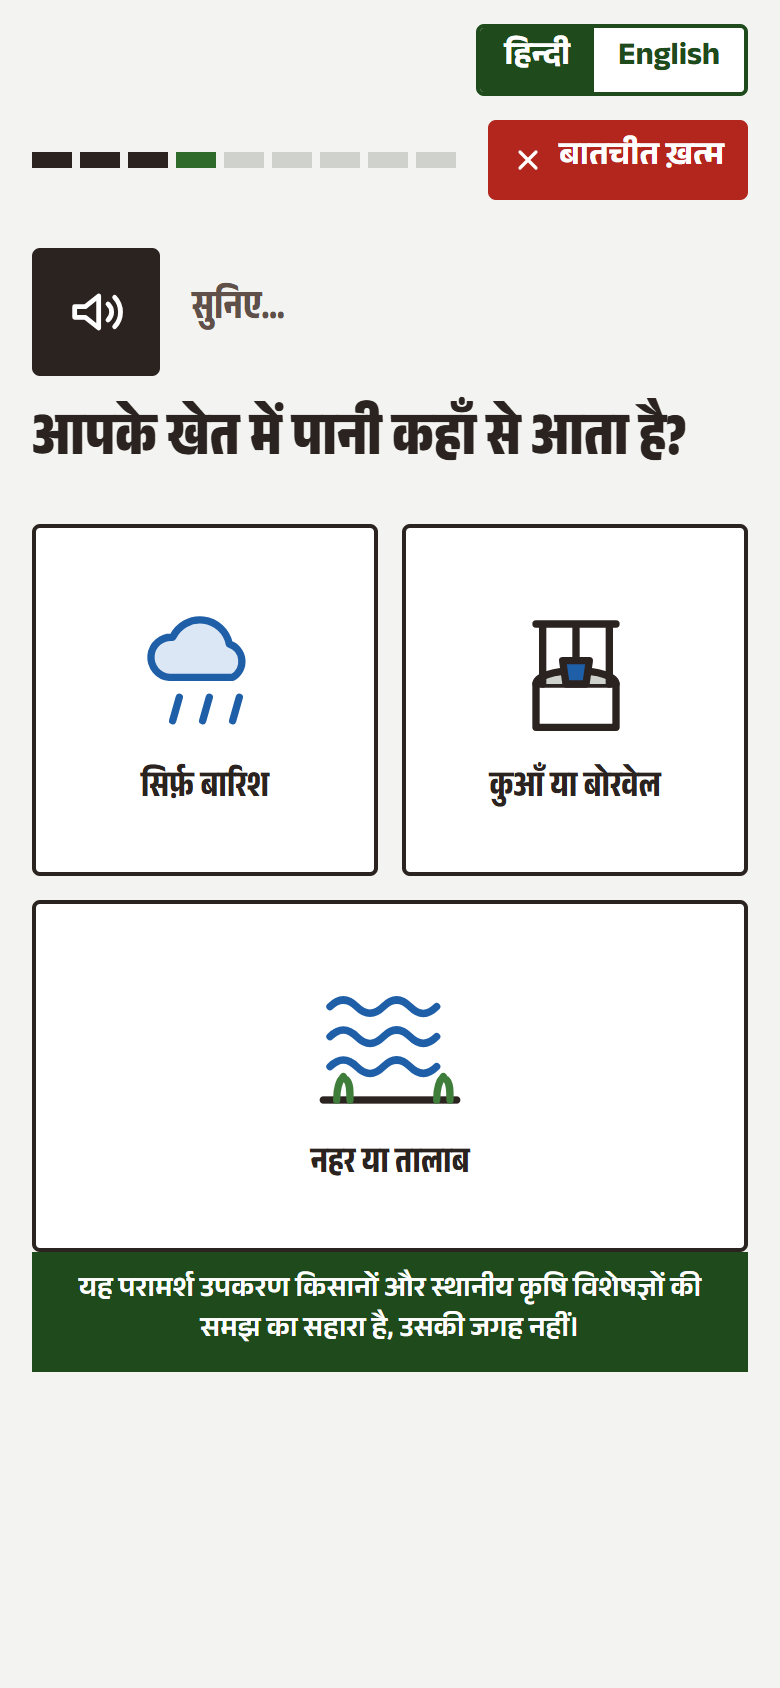 हिन्दी English
बातचीत ख़त्म
सुनिए...
आपके खेत में पानी कहाँ से आता है?
सिर्फ़ बारिश
कुआँ या बोरवेल
नहर या तालाब
यह परामर्श उपकरण किसानों और स्थानीय कृषि विशेषज्ञों की
समझ का सहारा है, उसकी जगह नहीं।